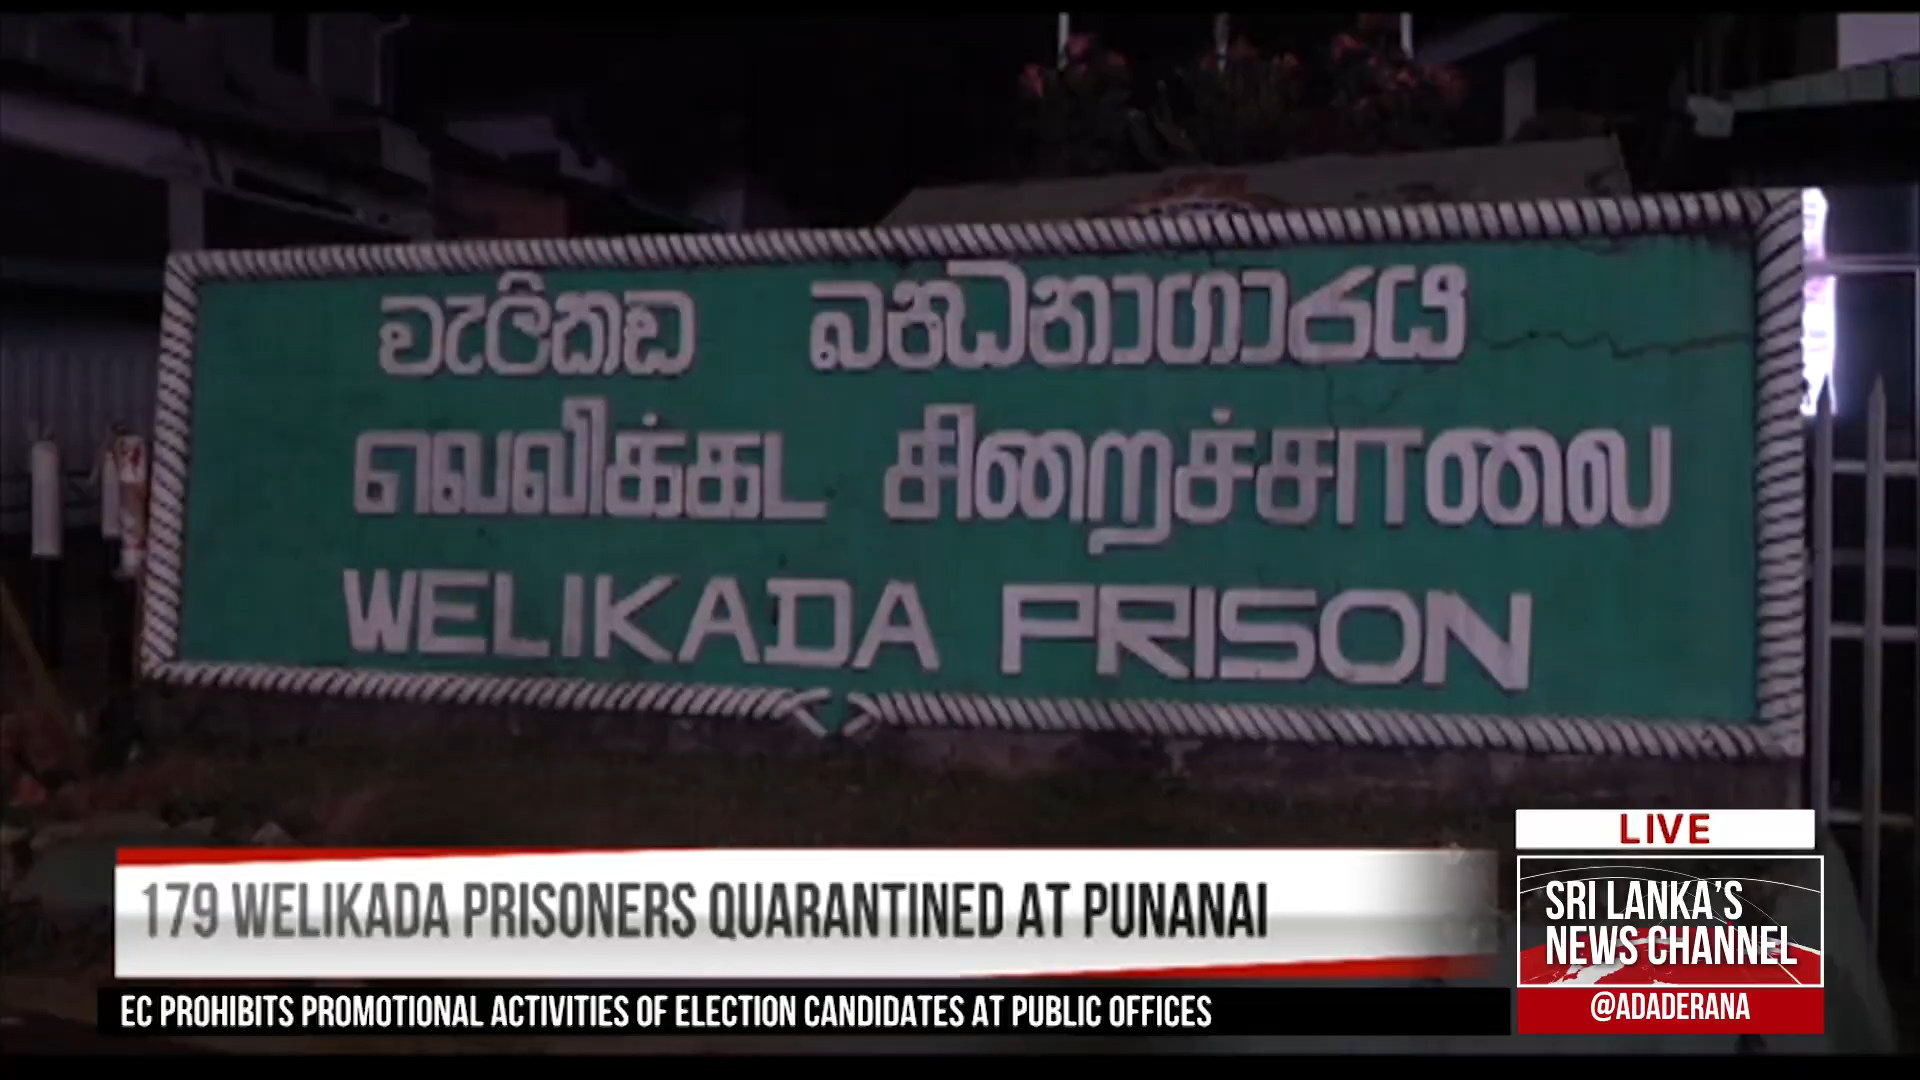 වැලිකඩ බන්ධනාගාරය
வெலிக்கட சிறைச்சாலை
WELIKADA PRISON
LIVE
179 WELIKADA PRISONERS QUARANTINED AT PUNANAI
SRI LANKA'S
NEWS CHANNEL
@ADADERANA
EC PROHIBITS PROMOTIONAL ACTIVITIES OF ELECTION CANDIDATES AT PUBLIC OFFICES